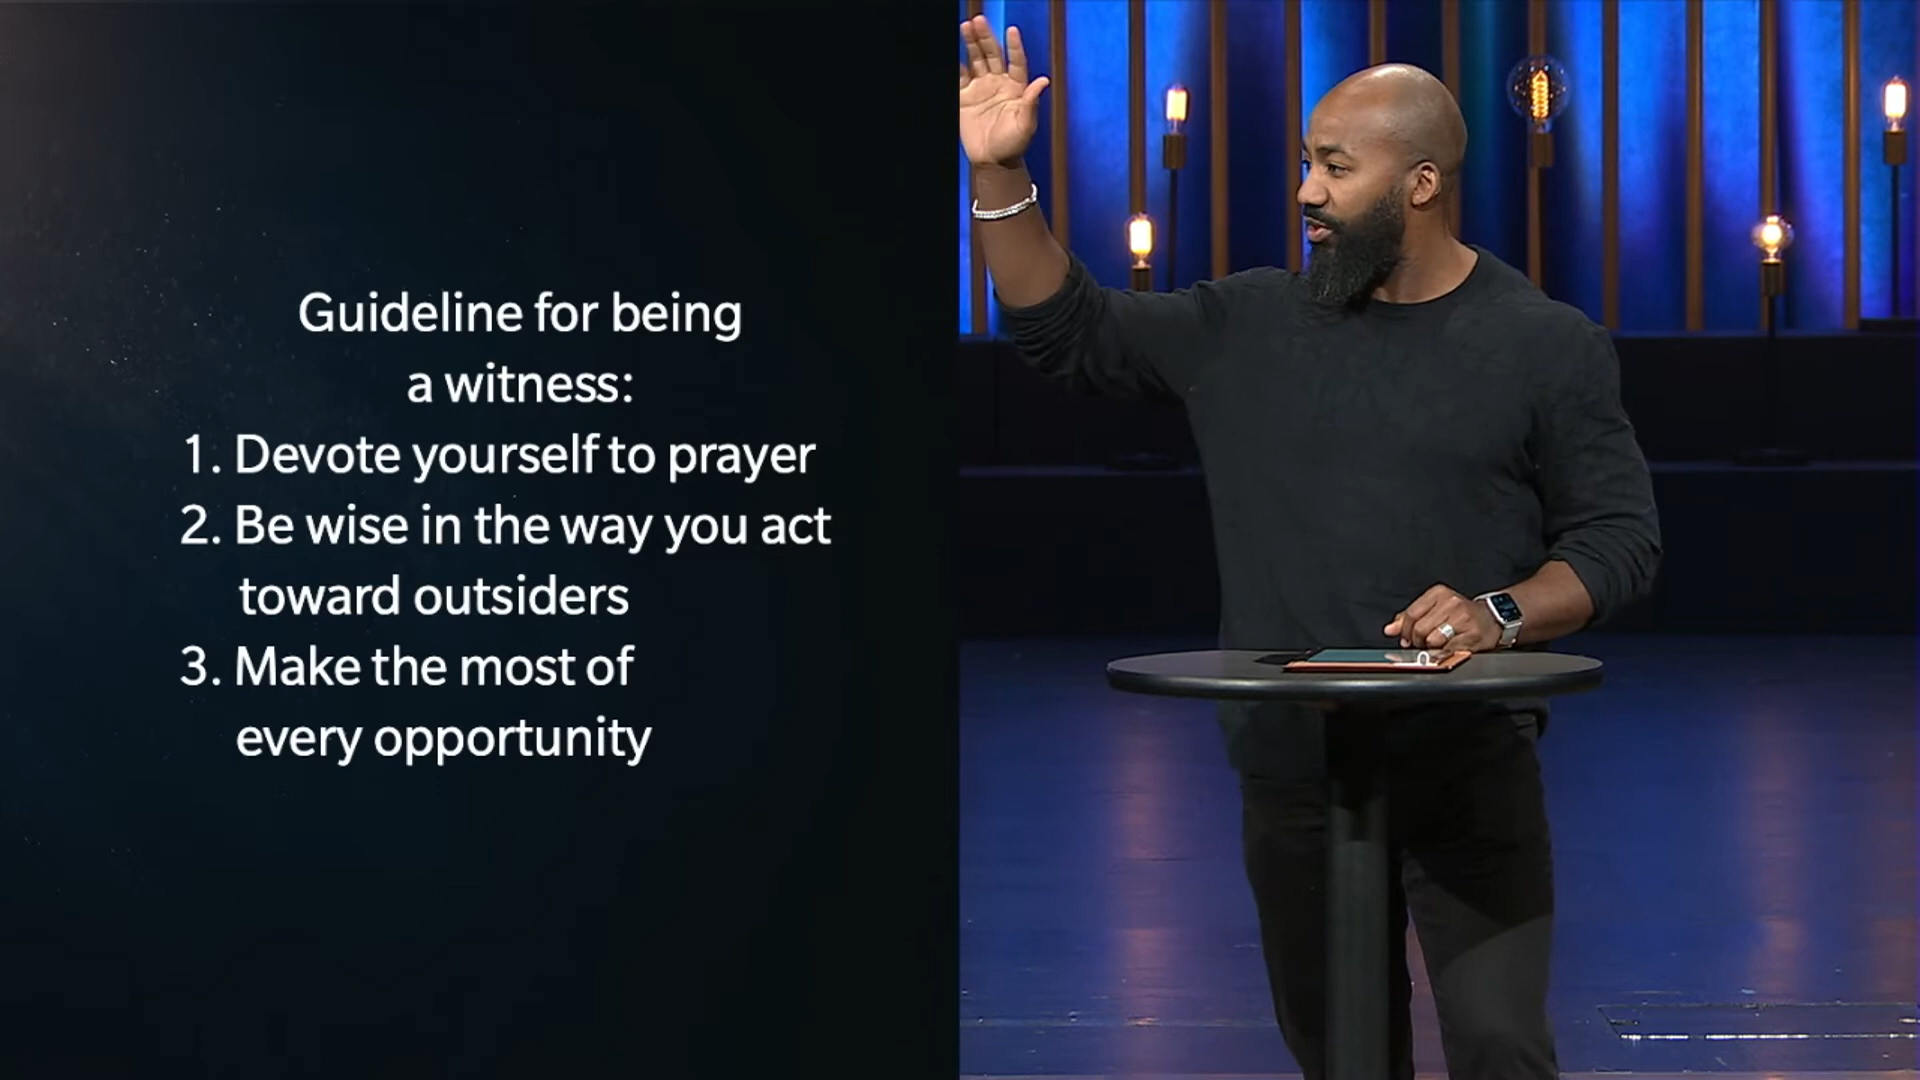 Guideline for being
a witness:
1. Devote yourself to prayer
2. Be wise in the way you act
toward outsiders
3. Make the most of
every opportunity